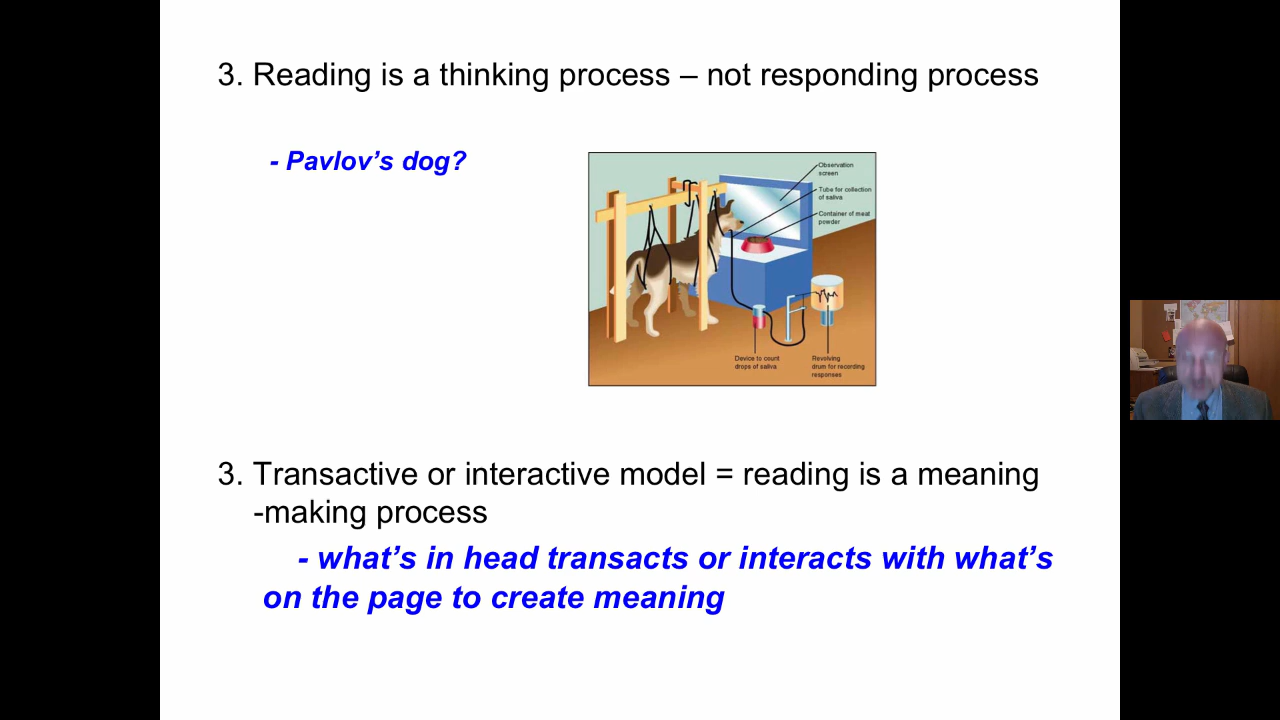 3. Reading is a thinking process – not responding process
- Pavlov’s dog?
Observation
screen
Tube for collection
of saliva
Container of meat
powder
Device to count
drops of saliva
Revolving
drum for recording
responses
3. Transactive or interactive model = reading is a meaning
-making process
- what’s in head transacts or interacts with what’s
on the page to create meaning